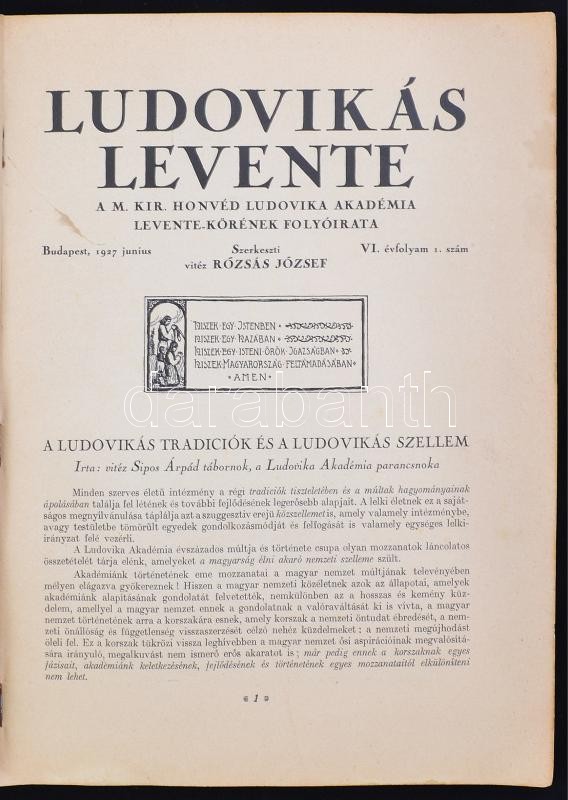 LUDOVIKÁS
LEVENTE
A M. KIR. HONVÉD LUDOVIKA AKADÉMIA
LEVENTE-KÖRÉNEK FOLYÓIRATA
Budapest, 1927 junius Szerkeszti VI. évfolyam 1. szám
vitéz RÓZSÁS JÓZSEF
HISZEK EGY ISTENBEN
HISZEK EGY HAZÁBAN
HISZEK EGY ISTENI ÖRÖK IGAZSÁGBAN
HISZEK MAGYARORSZÁG FELTÁMADÁSÁBAN
AMEN
darabanth
A LUDOVIKÁS TRADICIÓK ÉS A LUDOVIKÁS SZELLEM
Irta: vitéz Sipos Árpád tábornok, a Ludovika Akadémia parancsnoka
Minden szerves életű intézmény a régi tradiciók tiszteletében és a múltak hagyományainak
ápolásában találja fel létének és további fejlődésének legerősebb alapjait. A lelki életnek ez a saját-
ságos megnyilvánulása táplálja azt a szuggesztív erejű közszellemet is, amely valamely intézménybe,
avagy testületbe tömörült egyedek gondolkozásmódját és felfogását is valamely egységes lelki-
irányzat felé vezérli.
A Ludovika Akadémia évszázados múltja és története csupa olyan mozzanatok láncolatos
összetételét tárja elénk, amelyeket a magyarság élni akaró nemzeti szelleme szült.
Akadémiánk történetének eme mozzanatai a magyar nemzet múltjának televényében
mélyen elágazva gyökereznek! Hiszen a magyar nemzeti közéletnek azok az állapotai, amelyek
akadémiánk alapításának gondolatát felvetették, nemkülönben az a hosszas és kemény küz-
delem, amellyel a magyar nemzet ennek a gondolatnak a valóraváltását ki is vívta, a magyar
nemzet történetének arra a korszakára esnek, amely korszak a nemzeti öntudat ébredését, a nem-
zeti önállóság és függetlenség visszaszerzését célzó nehéz küzdelmeket; a nemzeti megújhodást
öleli fel. Ez a korszak tükrözi vissza leghívebben a magyar nemzet ősi aspirációinak megvalósítá-
sára irányuló, megalkuvást nem ismerő erős akaratot is; már pedig ennek a korszaknak egyes
fázisait, akadémiánk keletkezésének, fejlődésének és történetének egyes mozzanataitól elkülöníteni
nem lehet.
1